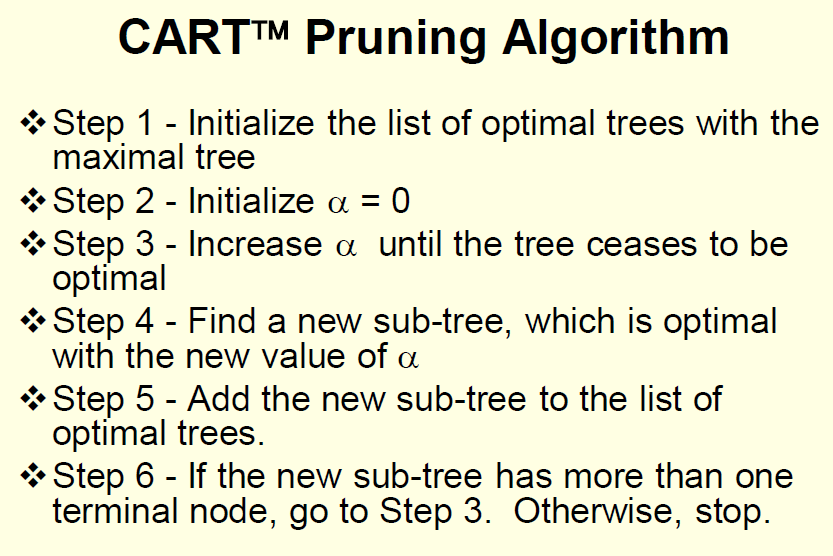 CART™ Pruning Algorithm
❖ Step 1 - Initialize the list of optimal trees with the
maximal tree
❖ Step 2 - Initialize α = 0
❖ Step 3 - Increase α until the tree ceases to be
optimal
❖ Step 4 - Find a new sub-tree, which is optimal
with the new value of α
❖ Step 5 - Add the new sub-tree to the list of
optimal trees.
❖ Step 6 - If the new sub-tree has more than one
terminal node, go to Step 3. Otherwise, stop.